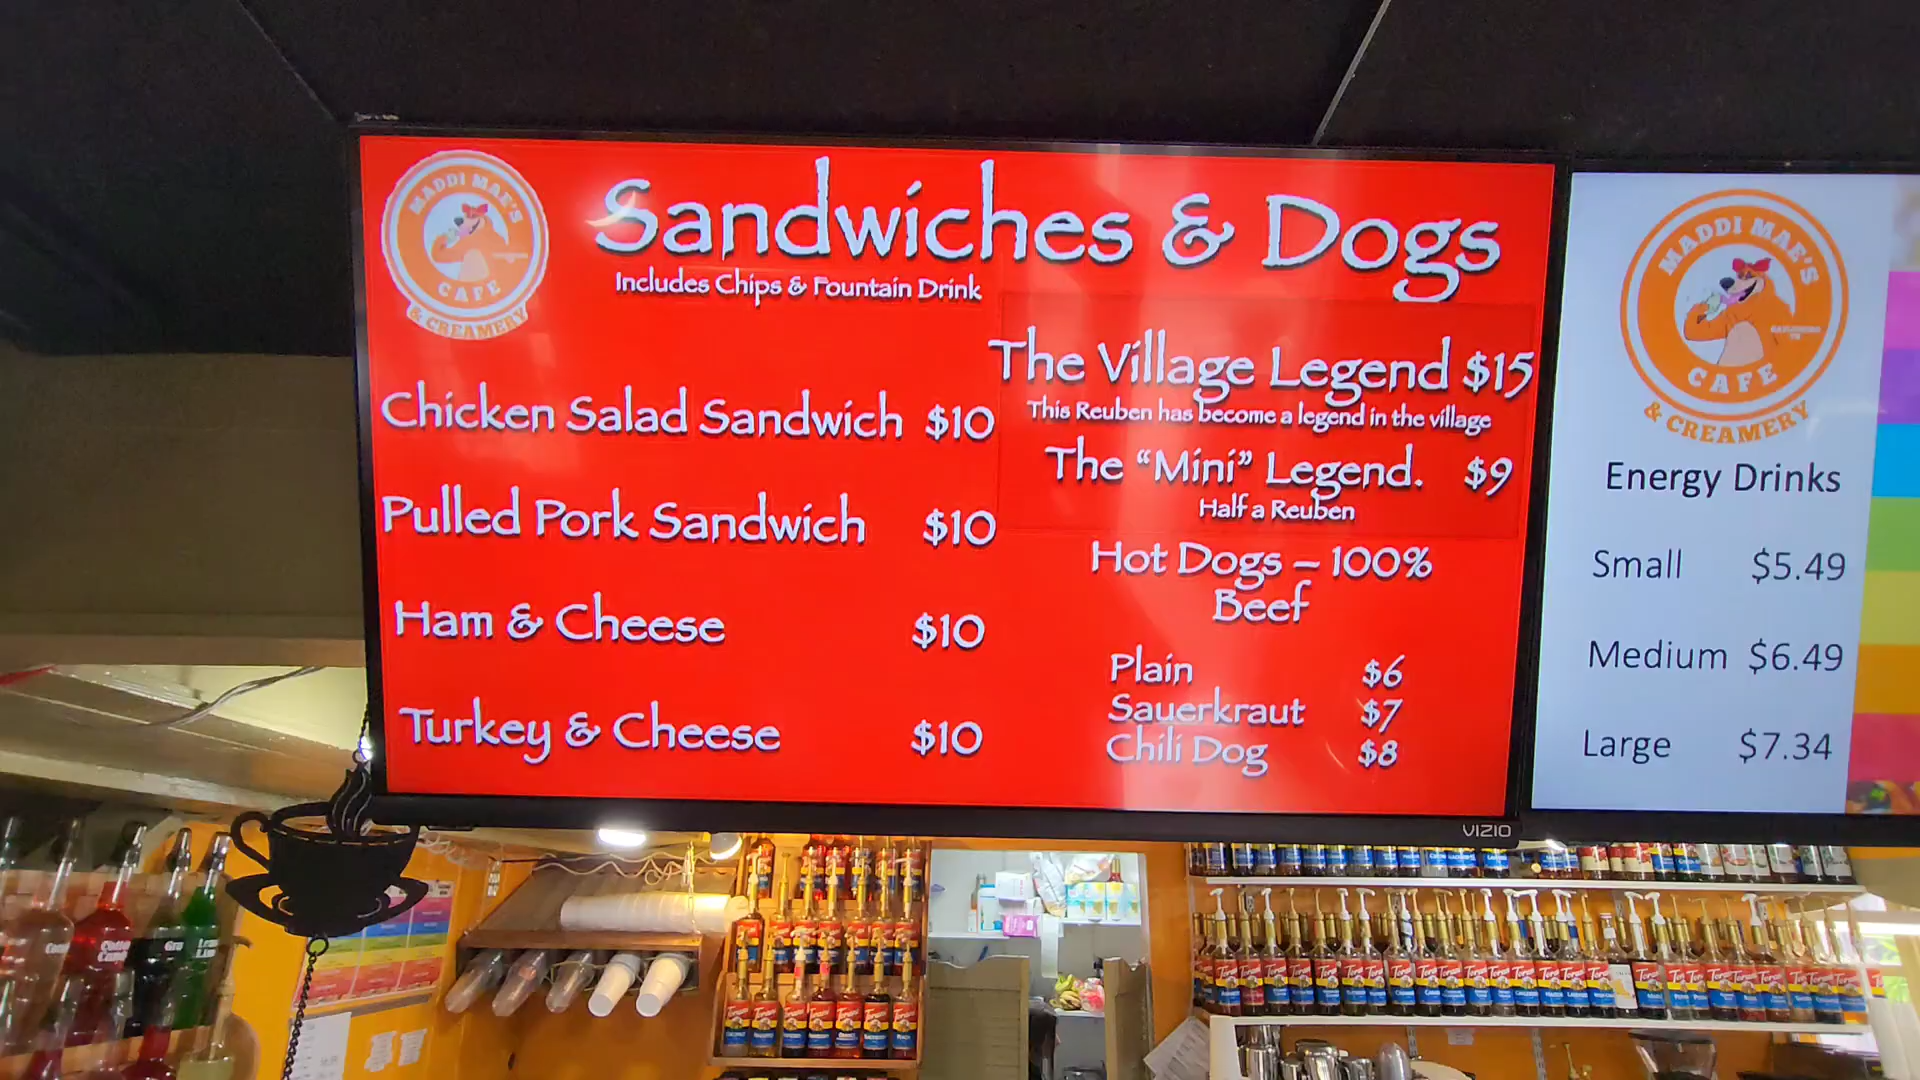 MADDI MAE'S
CAFE
& CREAMERY
Sandwiches & Dogs
Includes Chips & Fountain Drink
Chicken Salad Sandwich $10
Pulled Pork Sandwich $10
Ham & Cheese $10
Turkey & Cheese $10
The Village Legend $15
This Reuben has become a legend in the village
The “Mini” Legend. $9
Half a Reuben
Hot Dogs – 100%
Beef
Plain $6
Sauerkraut $7
Chili Dog $8
VIZIO
MADDI MAE'S
CAFE
& CREAMERY
Energy Drinks
Small $5.49
Medium $6.49
Large $7.34
Torani